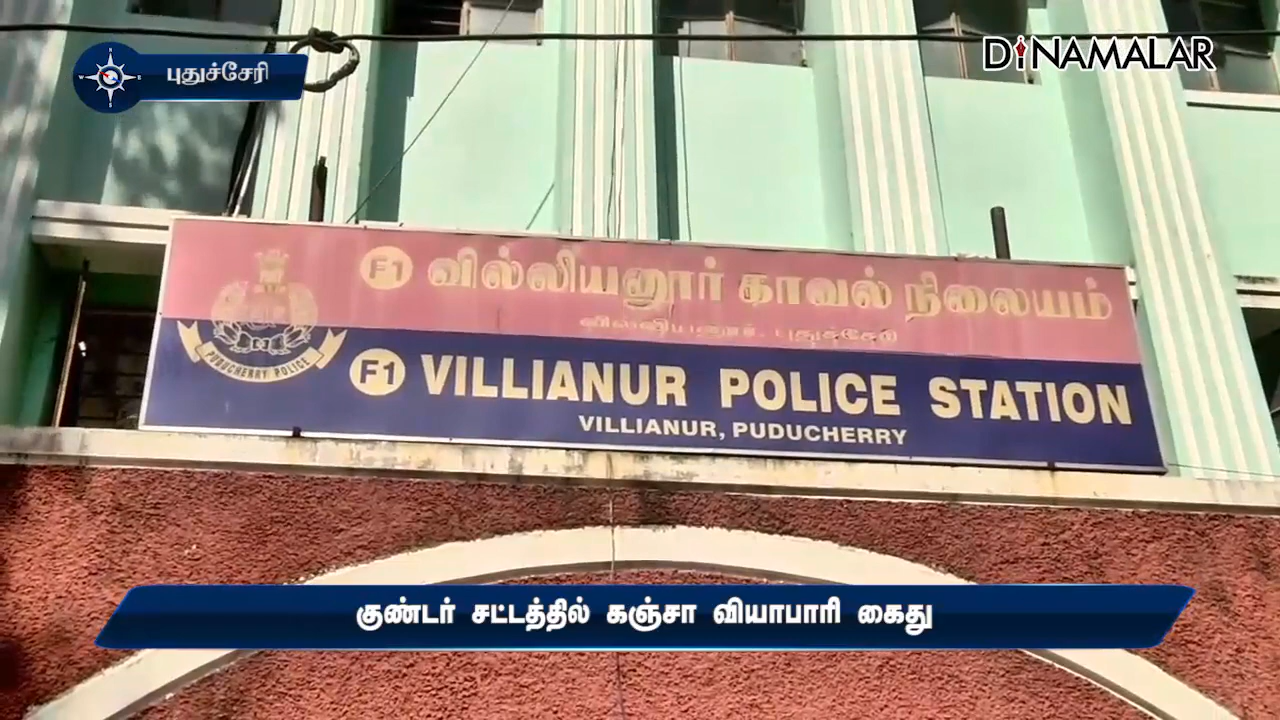 புதுச்சேரி
DINAMALAR
F1 வில்லியனூர் காவல் நிலையம்
வில்லியனூர், புதுச்சேரி
PUDUCHERRY POLICE
F1 VILLIANUR POLICE STATION
VILLIANUR, PUDUCHERRY
குண்டர் சட்டத்தில் கஞ்சா வியாபாரி கைது